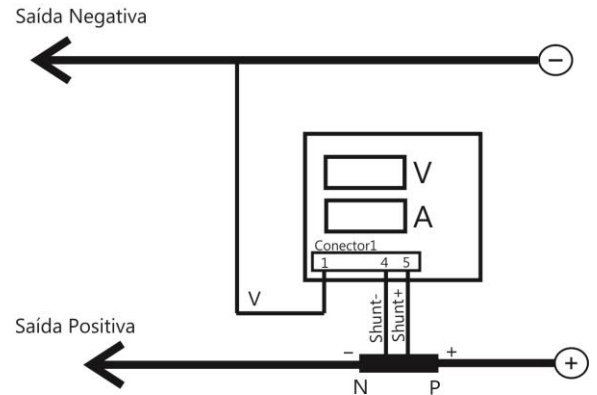 Saída Negativa
−
V
A
Conector1
1 4 5
V
Shunt-
Shunt+
Saída Positiva
− +
+
N P